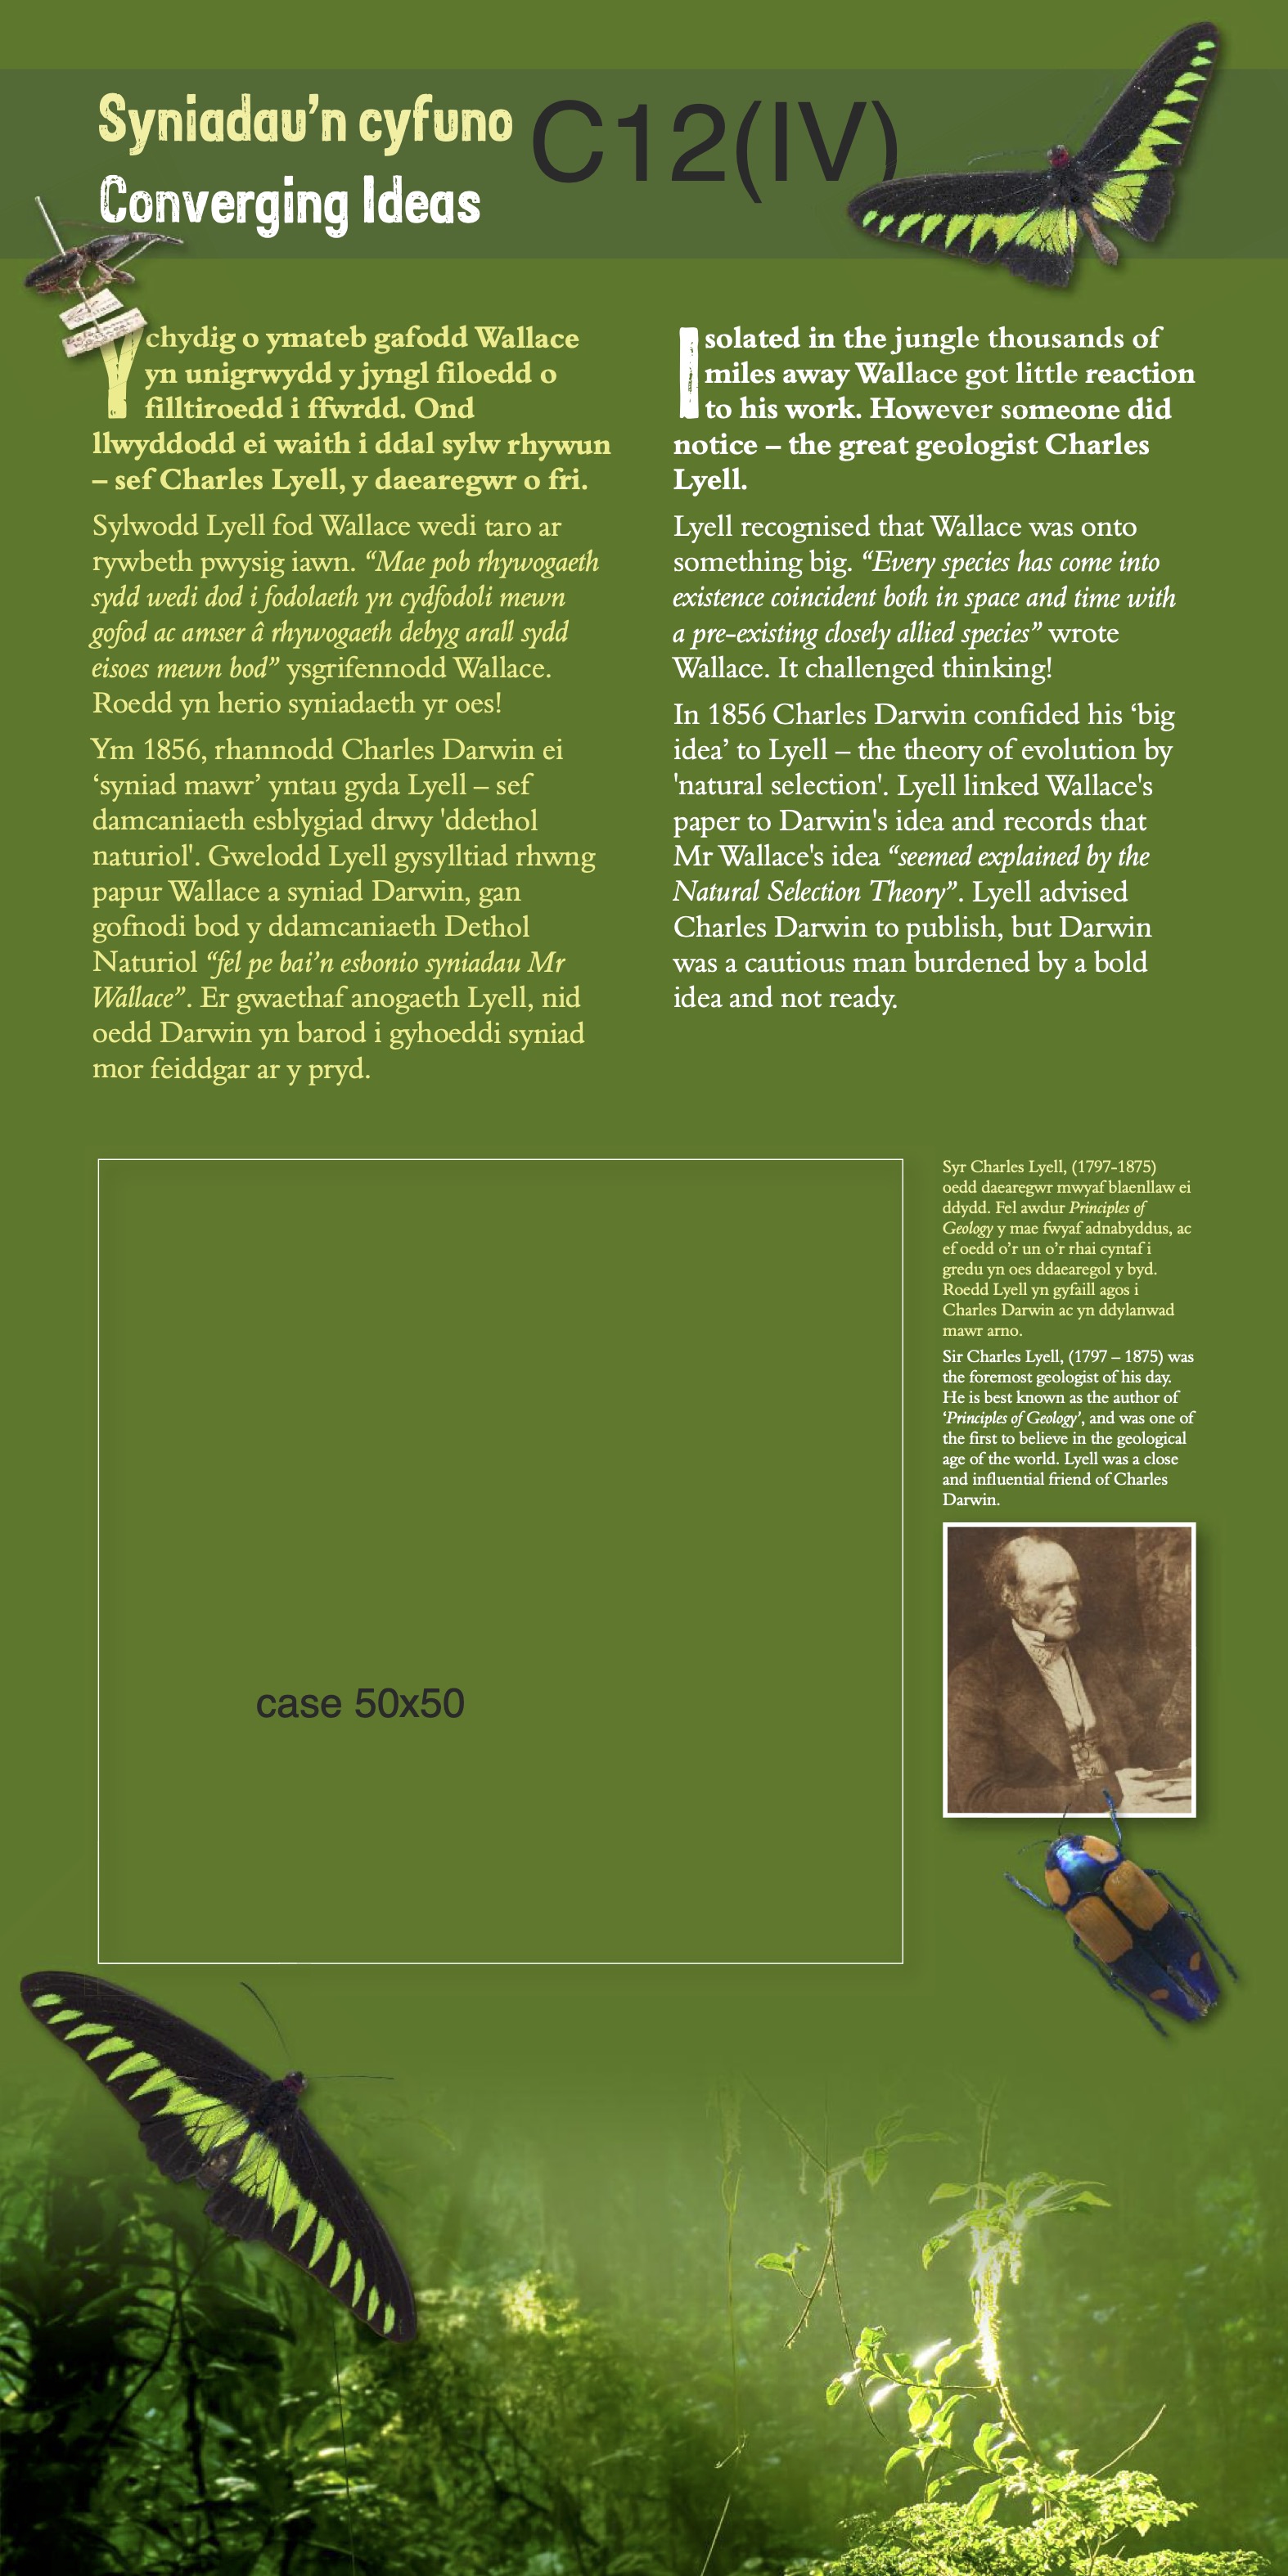 Syniadau’n cyfuno
C12(IV)
Converging Ideas
Ychydig o ymateb gafodd Wallace
yn unigrwydd y jyngl filoedd o
filltiroedd i ffwrdd. Ond
llwyddodd ei waith i ddal sylw rhywun
– sef Charles Lyell, y daearegwr o fri.
Sylwodd Lyell fod Wallace wedi taro ar
rywbeth pwysig iawn. “Mae pob rhywogaeth
sydd wedi dod i fodolaeth yn cydfodoli mewn
gofod ac amser â rhywogaeth debyg arall sydd
eisoes mewn bod” ysgrifennodd Wallace.
Roedd yn herio syniadaeth yr oes!
Ym 1856, rhannodd Charles Darwin ei
‘syniad mawr’ yntau gyda Lyell – sef
damcaniaeth esblygiad drwy 'ddethol
naturiol'. Gwelodd Lyell gysylltiad rhwng
papur Wallace a syniad Darwin, gan
gofnodi bod y ddamcaniaeth Dethol
Naturiol “fel pe bai’n esbonio syniadau Mr
Wallace”. Er gwaethaf anogaeth Lyell, nid
oedd Darwin yn barod i gyhoeddi syniad
mor feiddgar ar y pryd.
Isolated in the jungle thousands of
miles away Wallace got little reaction
to his work. However someone did
notice – the great geologist Charles
Lyell.
Lyell recognised that Wallace was onto
something big. “Every species has come into
existence coincident both in space and time with
a pre-existing closely allied species” wrote
Wallace. It challenged thinking!
In 1856 Charles Darwin confided his ‘big
idea’ to Lyell – the theory of evolution by
'natural selection'. Lyell linked Wallace's
paper to Darwin's idea and records that
Mr Wallace's idea “seemed explained by the
Natural Selection Theory”. Lyell advised
Charles Darwin to publish, but Darwin
was a cautious man burdened by a bold
idea and not ready.
case 50x50
Syr Charles Lyell, (1797-1875)
oedd daearegwr mwyaf blaenllaw ei
ddydd. Fel awdur Principles of
Geology y mae fwyaf adnabyddus, ac
ef oedd o’r un o’r rhai cyntaf i
gredu yn oes ddaearegol y byd.
Roedd Lyell yn gyfaill agos i
Charles Darwin ac yn ddylanwad
mawr arno.
Sir Charles Lyell, (1797 – 1875) was
the foremost geologist of his day.
He is best known as the author of
‘Principles of Geology’, and was one of
the first to believe in the geological
age of the world. Lyell was a close
and influential friend of Charles
Darwin.